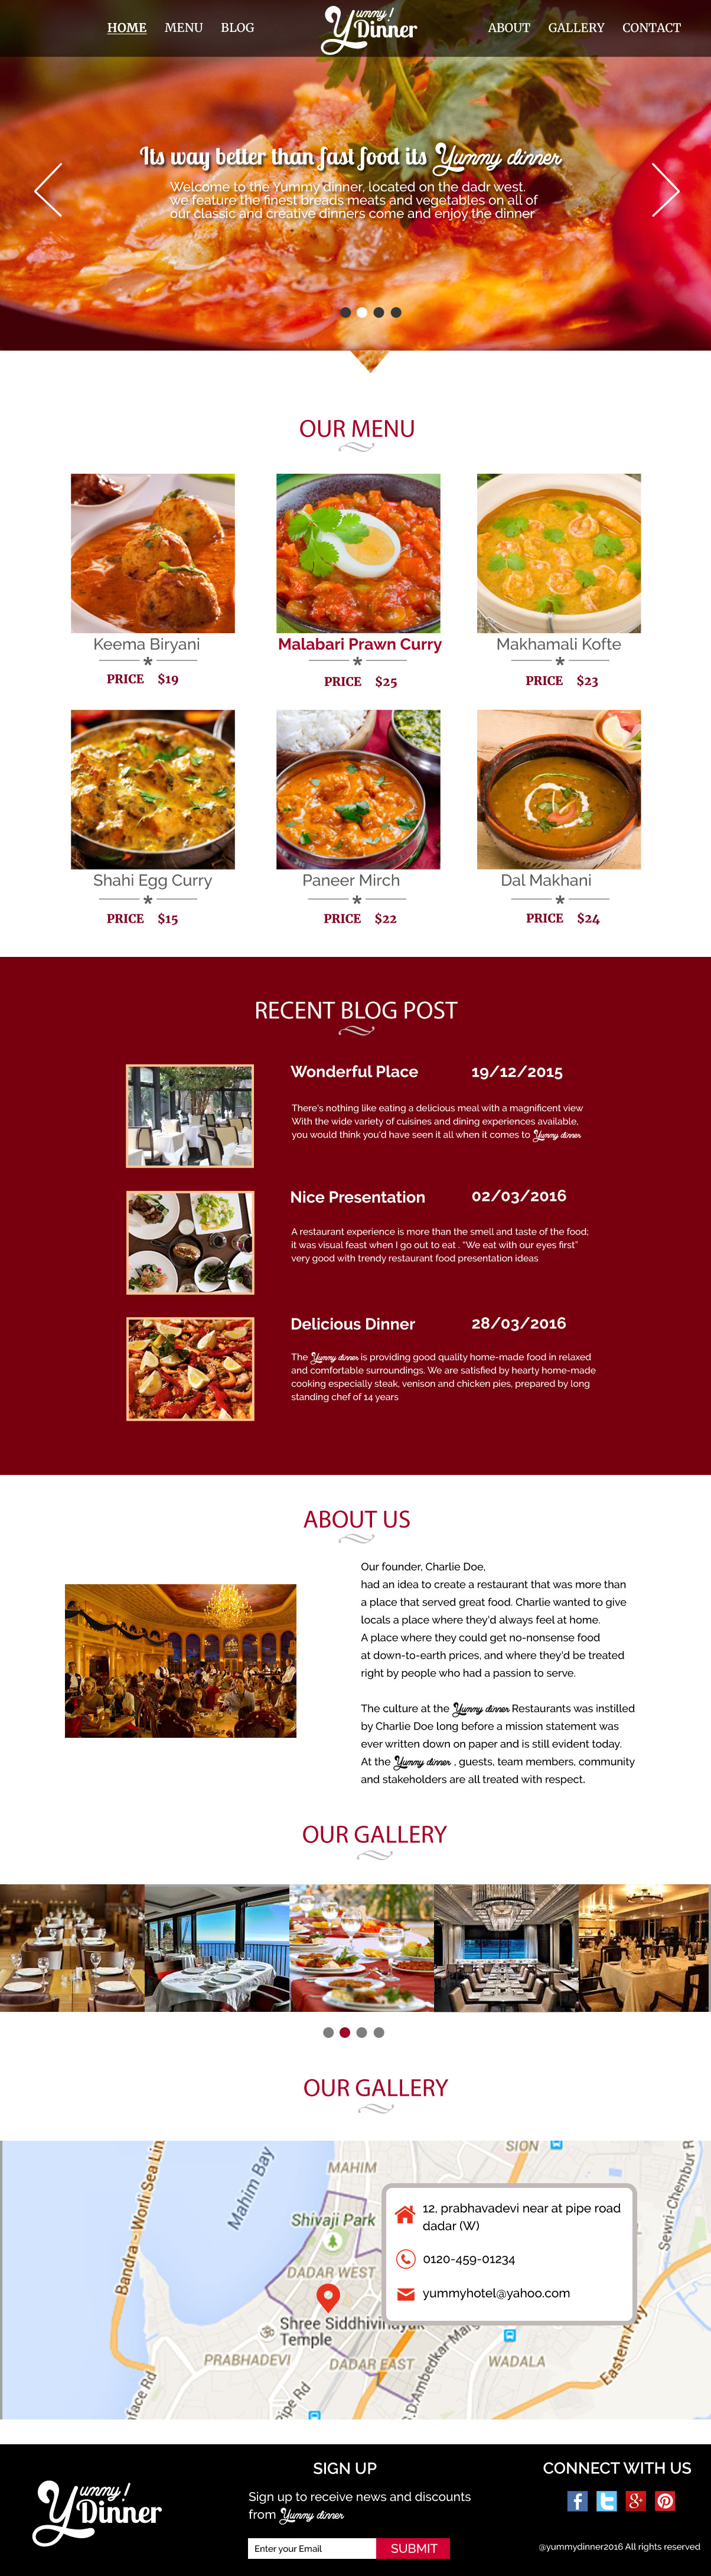 HOME MENU BLOG Yummy! Dinner ABOUT GALLERY CONTACT
Its way better than fast food its Yummy dinner
Welcome to the Yummy dinner, located on the dadr west.
we feature the finest breads meats and vegetables on all of
our classic and creative dinners come and enjoy the dinner
OUR MENU
Keema Biryani
PRICE $19
Malabari Prawn Curry
PRICE $25
Makhamali Kofte
PRICE $23
Shahi Egg Curry
PRICE $15
Paneer Mirch
PRICE $22
Dal Makhani
PRICE $24
RECENT BLOG POST
Wonderful Place 19/12/2015
There's nothing like eating a delicious meal with a magnificent view
With the wide variety of cuisines and dining experiences available,
you would think you'd have seen it all when it comes to Yummy dinner
Nice Presentation 02/03/2016
A restaurant experience is more than the smell and taste of the food;
it was visual feast when I go out to eat . "We eat with our eyes first"
very good with trendy restaurant food presentation ideas
Delicious Dinner 28/03/2016
The Yummy dinner is providing good quality home-made food in relaxed
and comfortable surroundings. We are satisfied by hearty home-made
cooking especially steak, venison and chicken pies, prepared by long
standing chef of 14 years
ABOUT US
Our founder, Charlie Doe,
had an idea to create a restaurant that was more than
a place that served great food. Charlie wanted to give
locals a place where they'd always feel at home.
A place where they could get no-nonsense food
at down-to-earth prices, and where they'd be treated
right by people who had a passion to serve.
The culture at the Yummy dinner Restaurants was instilled
by Charlie Doe long before a mission statement was
ever written down on paper and is still evident today.
At the Yummy dinner , guests, team members, community
and stakeholders are all treated with respect.
OUR GALLERY
OUR GALLERY
SION
MAHIM
Mahim Bay
Bandra - Worli Sea Lin
Sewri-Chembur R
Shivaji Park
DADAR WEST
Shree Siddhivinayak
Temple
PRABHADEVI
DADAR EAST
WADALA
D. Ambedkar Mar
Eastern Fwy
face Rd
ipe Rd
12, prabhavadevi near at pipe road
dadar (W)
0120-459-01234
yummyhotel@yahoo.com
Yummy! Dinner
SIGN UP
Sign up to receive news and discounts
from Yummy dinner
Enter your Email SUBMIT
CONNECT WITH US
@yummydinner2016 All rights reserved